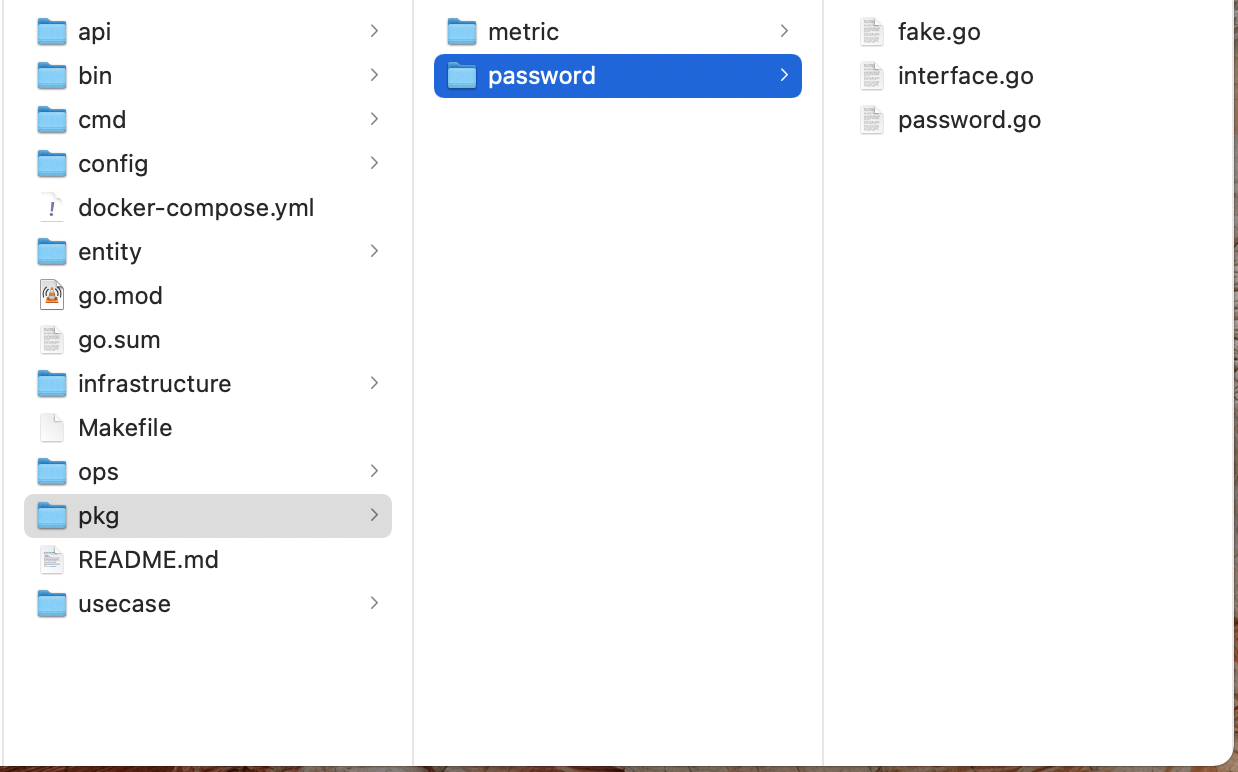 api
bin
cmd
config
docker-compose.yml
entity
go.mod
go.sum
infrastructure
Makefile
ops
pkg
README.md
usecase
metric
password
fake.go
interface.go
password.go